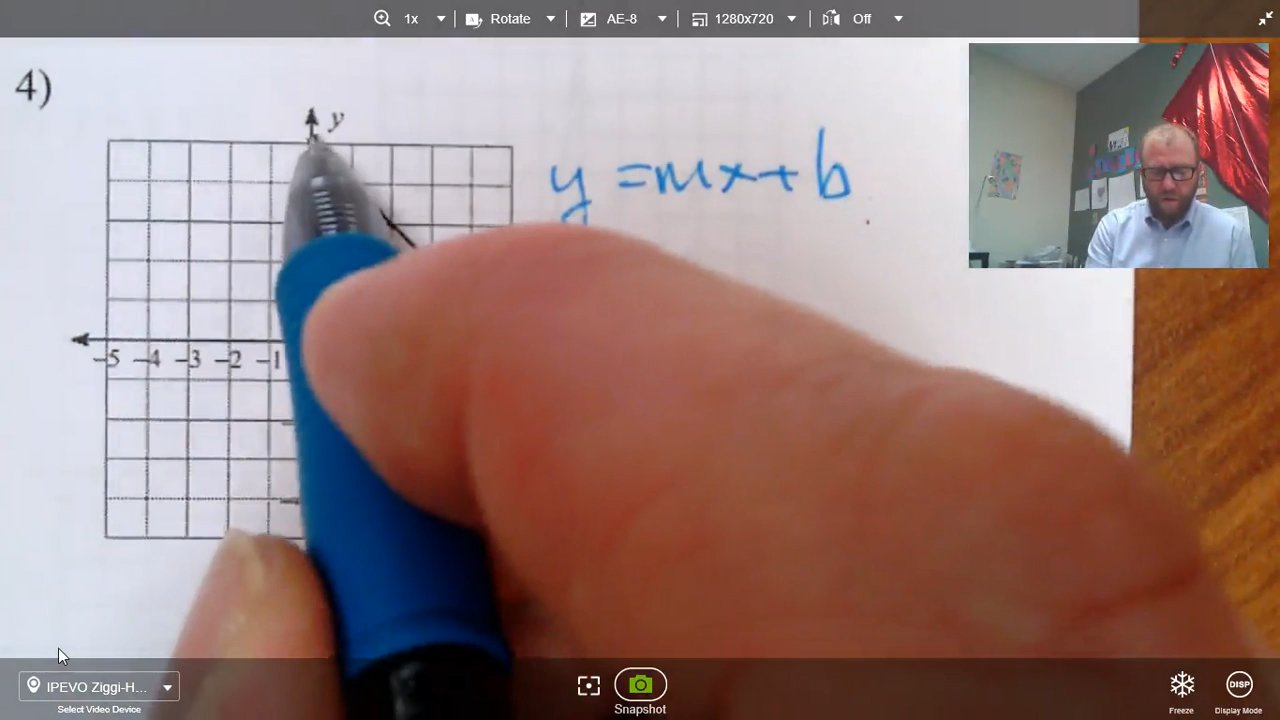 1x Rotate AE-8 1280x720 Off
4)
y
y = mx + b
-5 -4 -3 -2 -1
IPEVO Ziggi-H...
Select Video Device
Snapshot
Freeze
DISP
Display Mode